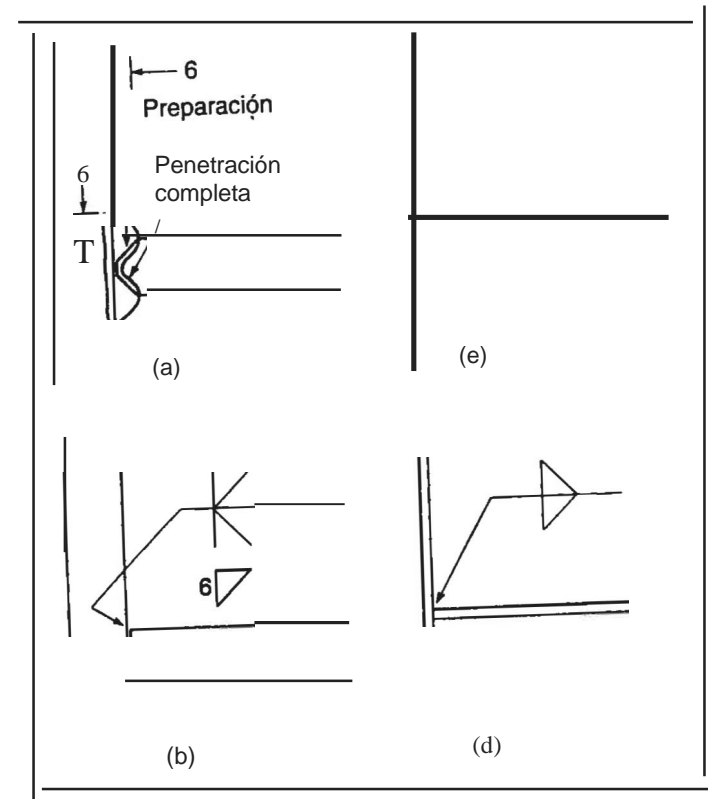 6
Preparación
Penetración
completa
6
T
(a)
(e)
6
(b)
(d)